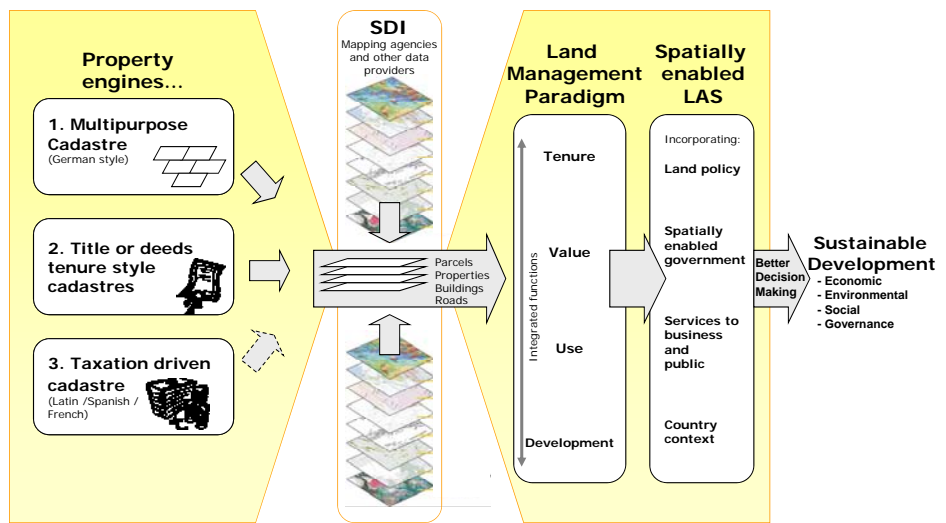 Property
engines...
1. Multipurpose
Cadastre
(German style)
2. Title or deeds
tenure style
cadastres
3. Taxation driven
cadastre
(Latin /Spanish /
French)
SDI
Mapping agencies
and other data
providers
Parcels
Properties
Buildings
Roads
Land
Management
Paradigm
Integrated functions
Tenure
Value
Use
Development
Spatially
enabled
LAS
Incorporating:
Land policy
Spatially
enabled
government
Services to
business
and
public
Country
context
Better
Decision
Making
Sustainable
Development
- Economic
- Environmental
- Social
- Governance